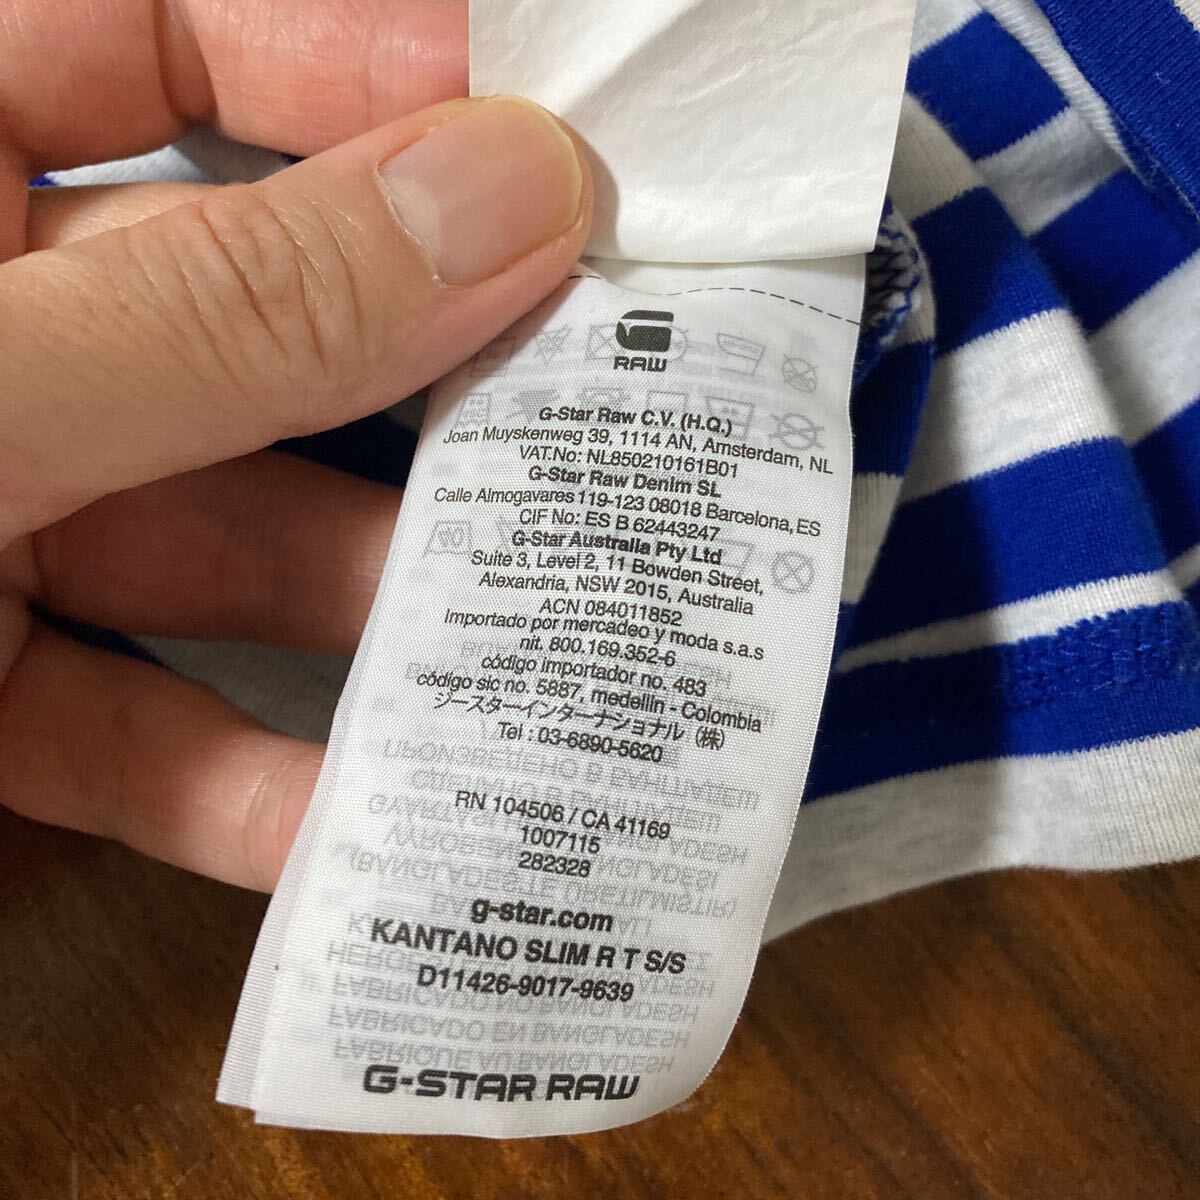 RAW
G-Star Raw C.V. (H.Q.)
Joan Muyskenweg 39, 1114 AN, Amsterdam, NL
VAT.No: NL850210161B01
G-Star Raw Denim SL
Calle Almogavares 119-123 08018 Barcelona, ES
CIF No: ES B 62443247
G-Star Australia Pty Ltd
Suite 3, Level 2, 11 Bowden Street,
Alexandria, NSW 2015, Australia
ACN 084011852
Importado por mercadeo y moda s.a.s
nit. 800.169.352-6
código importador no. 483
código sic no. 5887, medellin - Colombia
ジースターインターナショナル（株）
Tel : 03-6890-5620
RN 104506 / CA 41169
1007115
282328
g-star.com
KANTANO SLIM R T S/S
D11426-9017-9639
G-STAR RAW